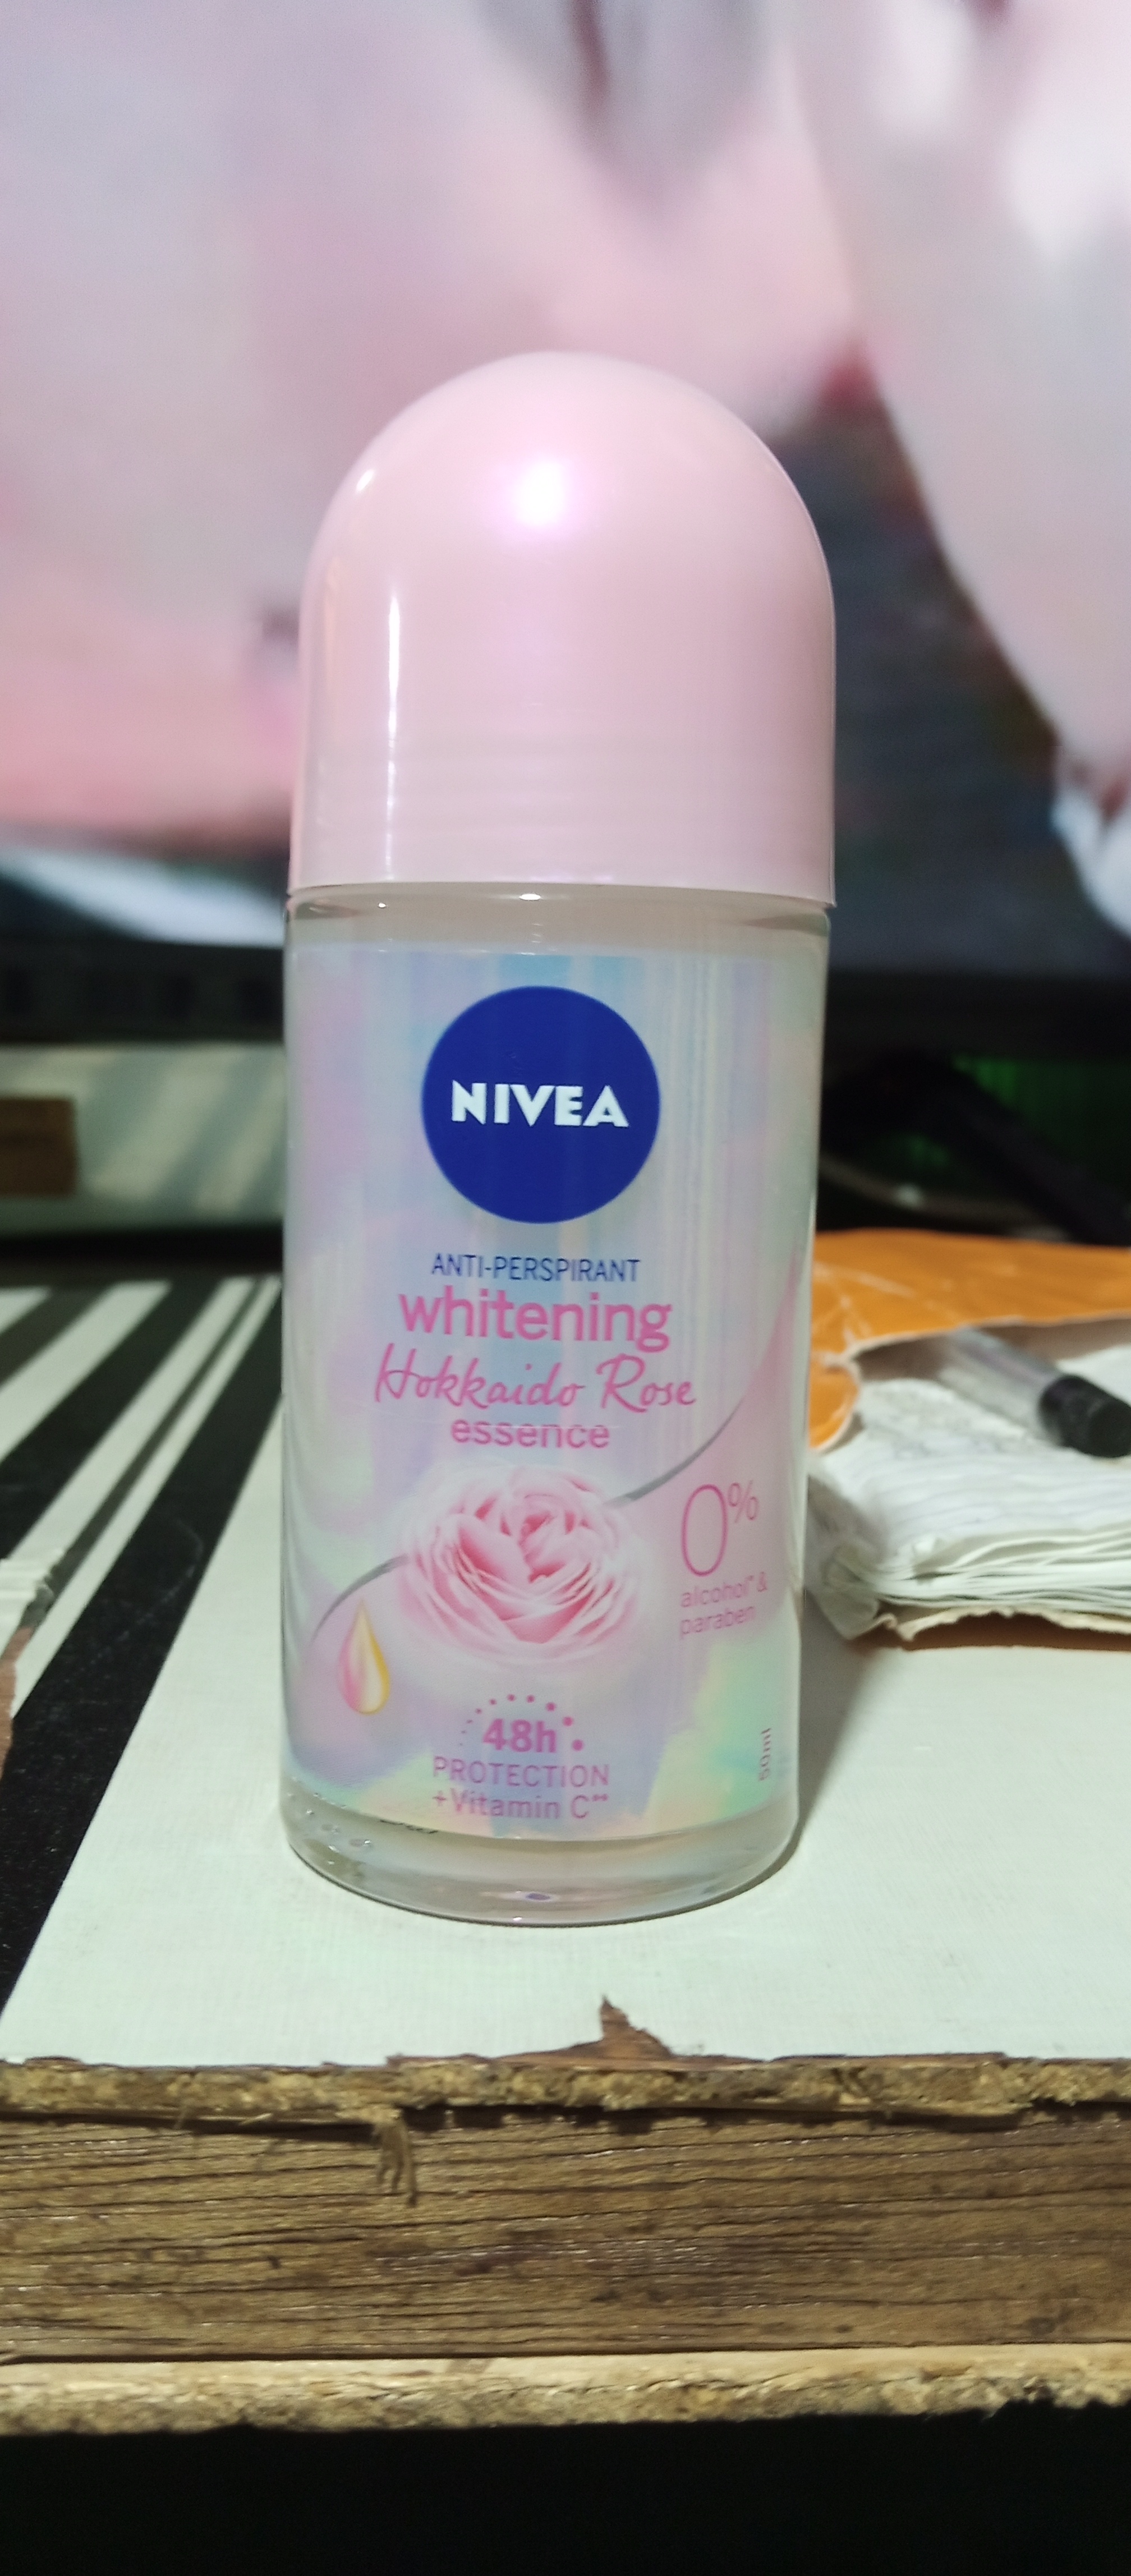 NIVEA
ANTI-PERSPIRANT
whitening
Hokkaido Rose
essence
0%
alcohol* &
paraben
48h
PROTECTION
+Vitamin C**
50ml